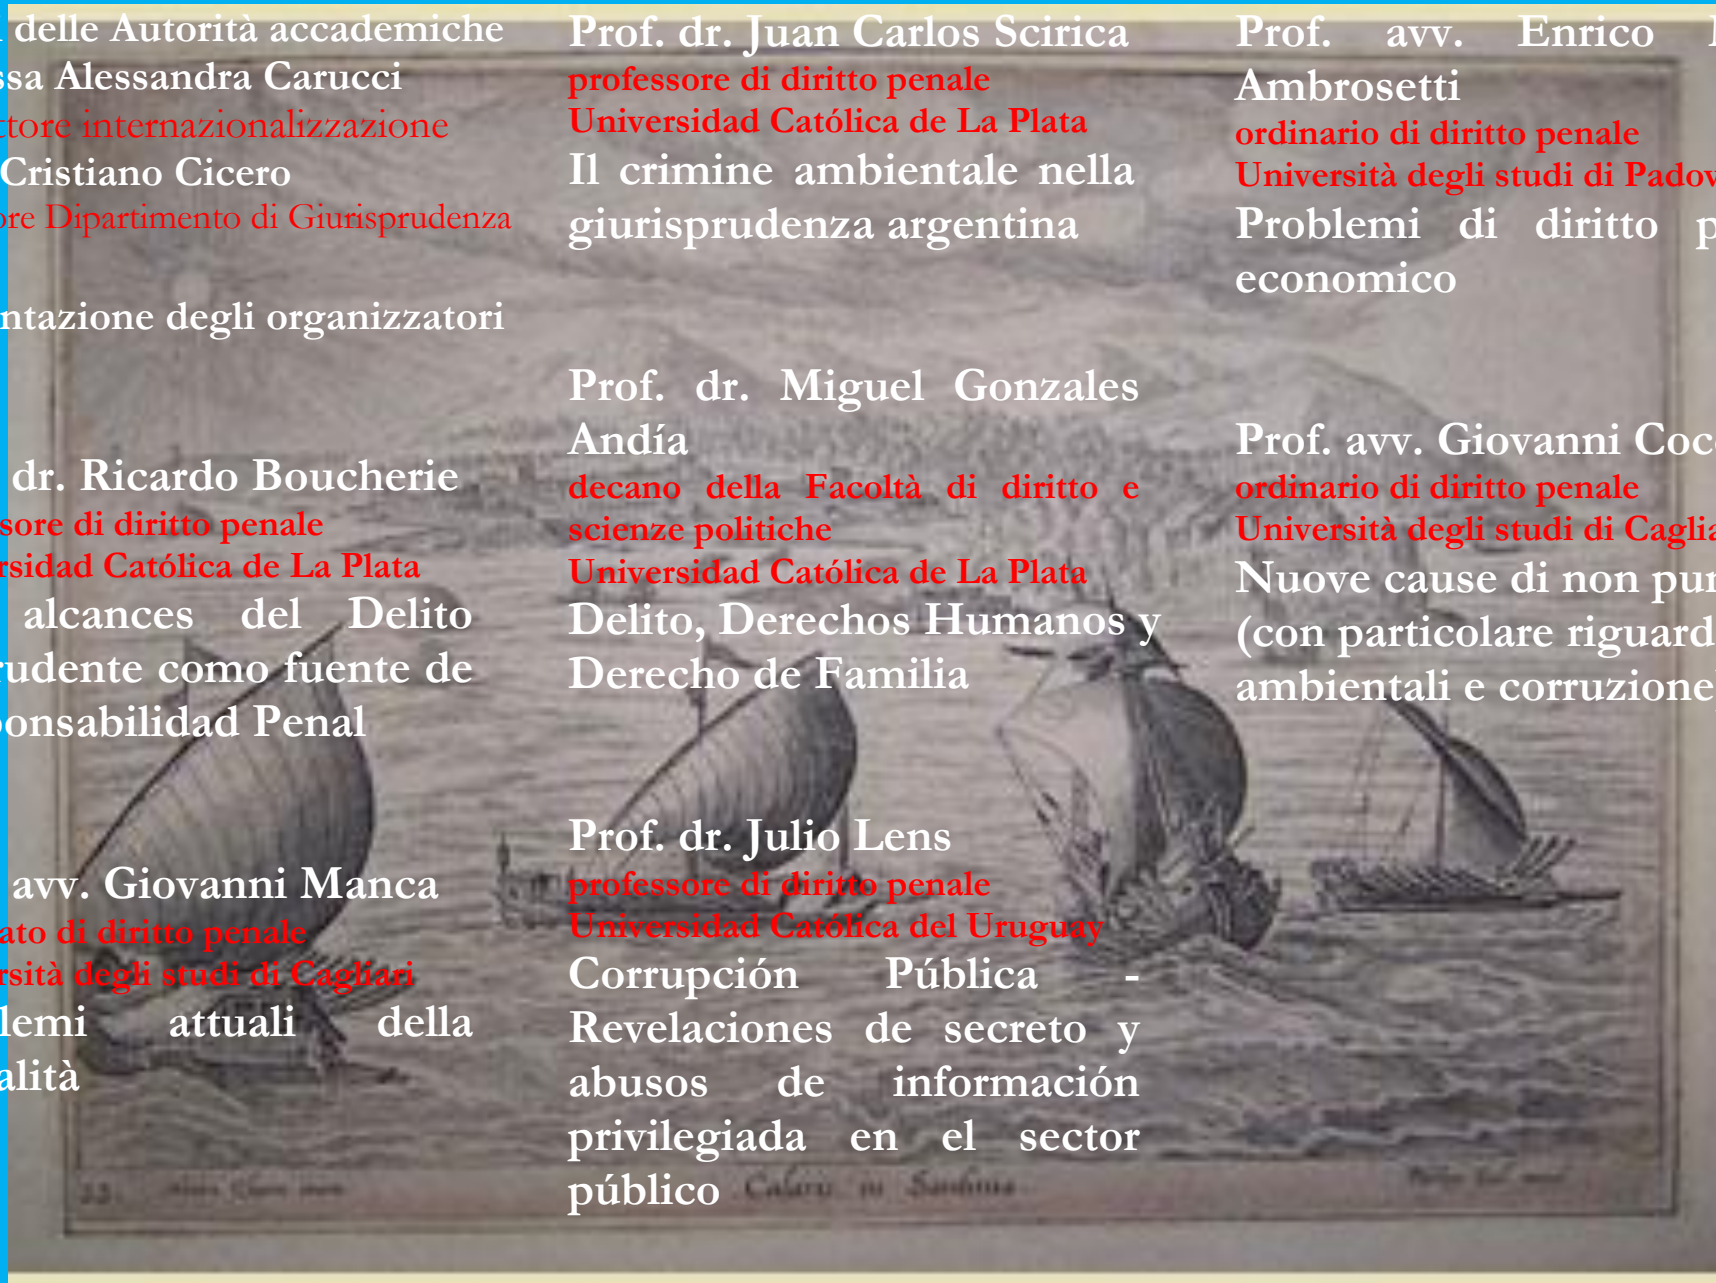 delle Autorità accademiche
ssa Alessandra Carucci
ttore internazionalizzazione
Cristiano Cicero
ore Dipartimento di Giurisprudenza
ntazione degli organizzatori
dr. Ricardo Boucherie
sore di diritto penale
rsidad Católica de La Plata
alcances del Delito
rudente como fuente de
ponsabilidad Penal
avv. Giovanni Manca
ato di diritto penale
rsità degli studi di Cagliari
lemi attuali della
alità
Prof. dr. Juan Carlos Scirica
professore di diritto penale
Universidad Católica de La Plata
Il crimine ambientale nella
giurisprudenza argentina
Prof. dr. Miguel Gonzales
Andía
decano della Facoltà di diritto e
scienze politiche
Universidad Católica de La Plata
Delito, Derechos Humanos y
Derecho de Familia
Prof. dr. Julio Lens
professore di diritto penale
Universidad Católica del Uruguay
Corrupción Pública -
Revelaciones de secreto y
abusos de información
privilegiada en el sector
público
Prof. avv. Enrico
Ambrosetti
ordinario di diritto penale
Università degli studi di Padov
Problemi di diritto p
economico
Prof. avv. Giovanni Coc
ordinario di diritto penale
Università degli studi di Caglia
Nuove cause di non pun
(con particolare riguard
ambientali e corruzione